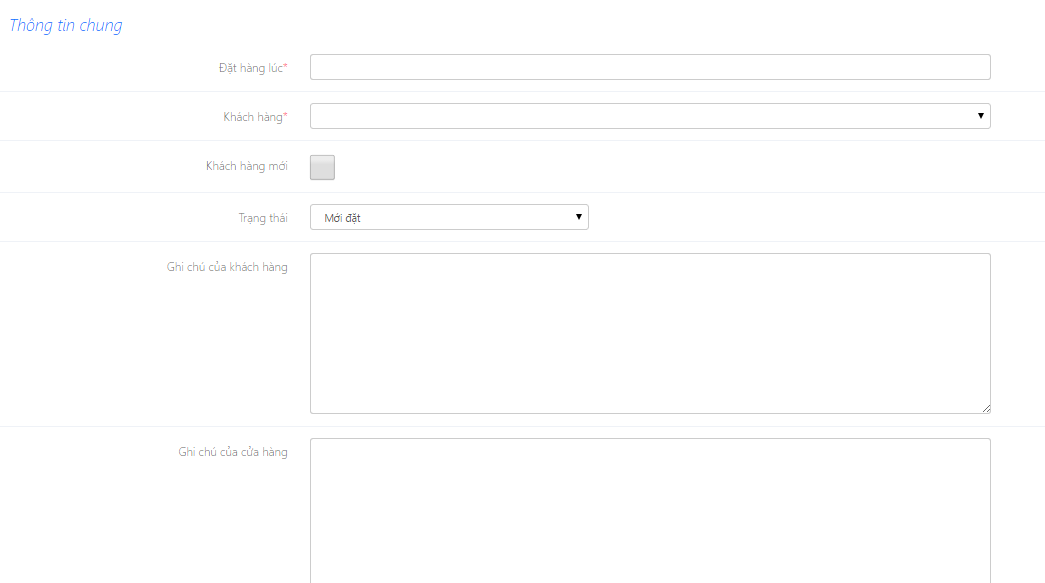 Thông tin chung
Đặt hàng lúc*
Khách hàng*
Khách hàng mới
Trạng thái
Mới đặt
Ghi chú của khách hàng
Ghi chú của cửa hàng